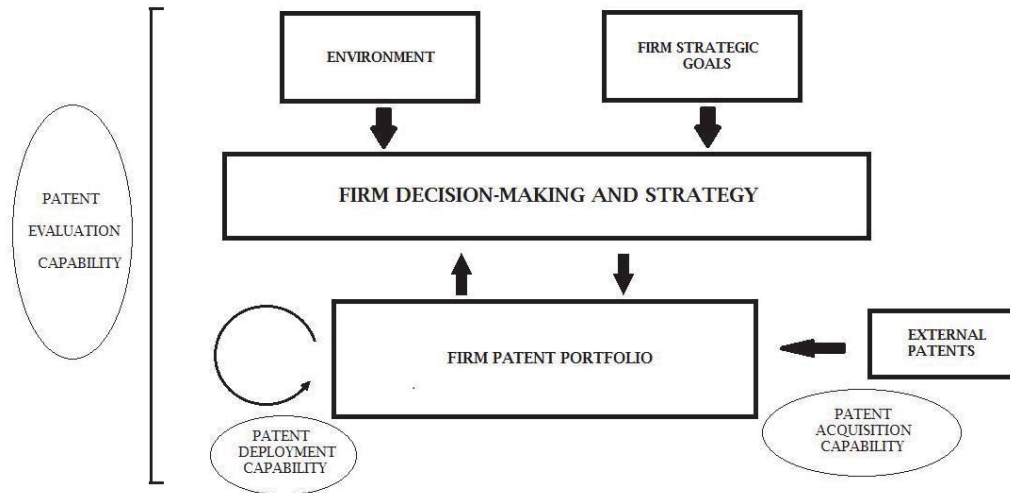 ENVIRONMENT
FIRM STRATEGIC
GOALS
FIRM DECISION-MAKING AND STRATEGY
PATENT
EVALUATION
CAPABILITY
FIRM PATENT PORTFOLIO
EXTERNAL
PATENTS
PATENT
DEPLOYMENT
CAPABILITY
PATENT
ACQUISITION
CAPABILITY